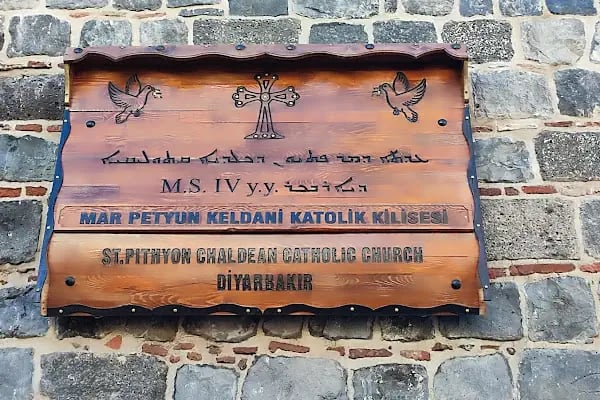 M.S. IV y.y.
MAR PETYUN KELDANİ KATOLİK KİLİSESİ
ST.PITHYON CHALDEAN CATHOLIC CHURCH
DİYARBAKIR